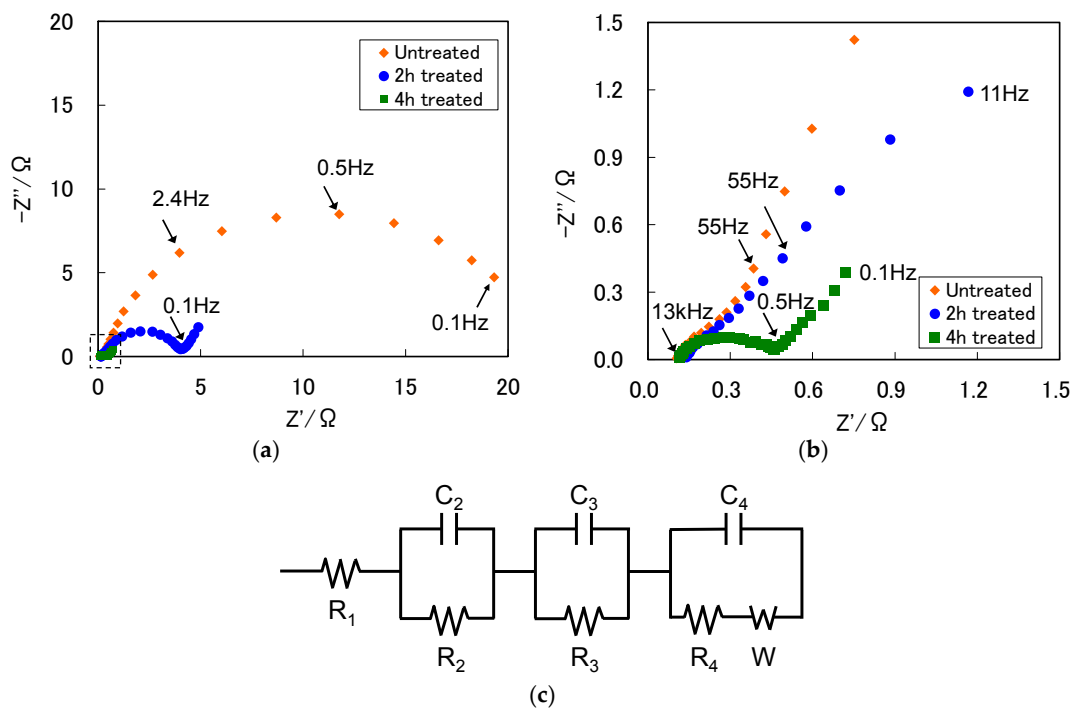 20
15
10
5
0
0
5
10
15
20
−Z''/ Ω
Z'/ Ω
Untreated
2h treated
4h treated
2.4Hz
0.5Hz
0.1Hz
0.1Hz
(a)
1.5
1.2
0.9
0.6
0.3
0.0
0.0
0.3
0.6
0.9
1.2
1.5
−Z''/ Ω
Z'/ Ω
11Hz
55Hz
55Hz
0.1Hz
0.5Hz
13kHz
Untreated
2h treated
4h treated
(b)
C2
C3
C4
R1
R2
R3
R4
W
(c)